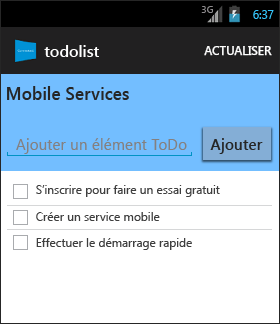 3G 6:37
todolist ACTUALISER
Mobile Services
Ajouter un élément ToDo Ajouter
S'inscrire pour faire un essai gratuit
Créer un service mobile
Effectuer le démarrage rapide